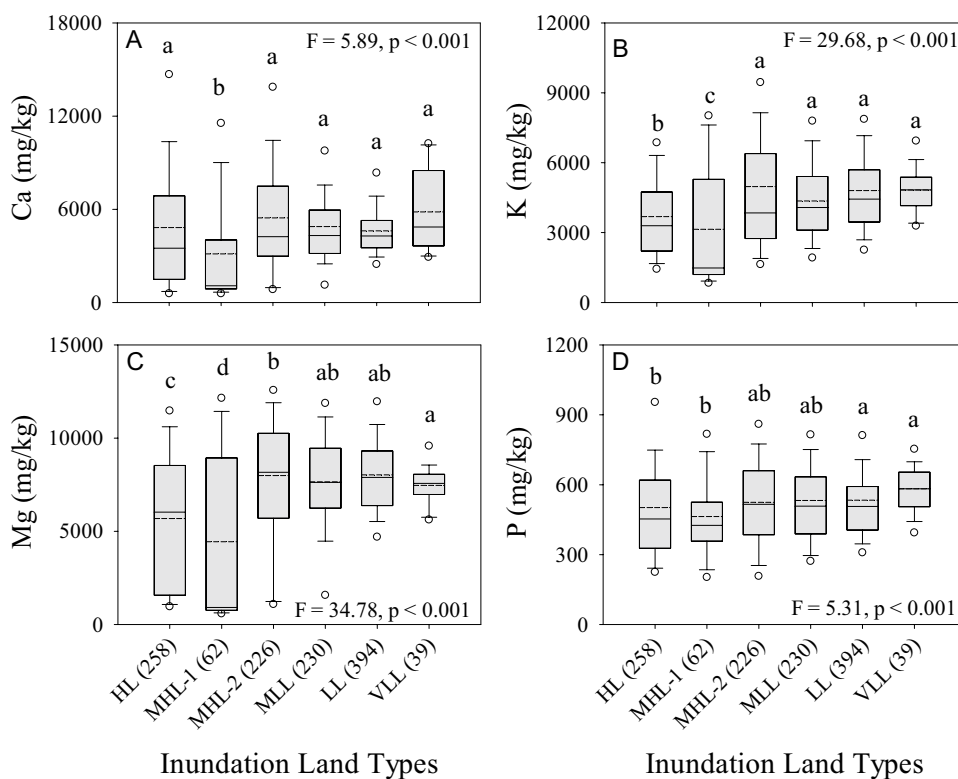 A
F = 5.89, p < 0.001
a b a a a a
18000
12000
6000
0
Ca (mg/kg)
B
F = 29.68, p < 0.001
b c a a a a
12000
9000
6000
3000
0
K (mg/kg)
C
c d b ab ab a
F = 34.78, p < 0.001
15000
10000
5000
0
Mg (mg/kg)
HL (258)
MHL-1 (62)
MHL-2 (226)
MLL (230)
LL (394)
VLL (39)
Inundation Land Types
D
b b ab ab a a
F = 5.31, p < 0.001
1200
900
600
300
0
P (mg/kg)
HL (258)
MHL-1 (62)
MHL-2 (226)
MLL (230)
LL (394)
VLL (39)
Inundation Land Types